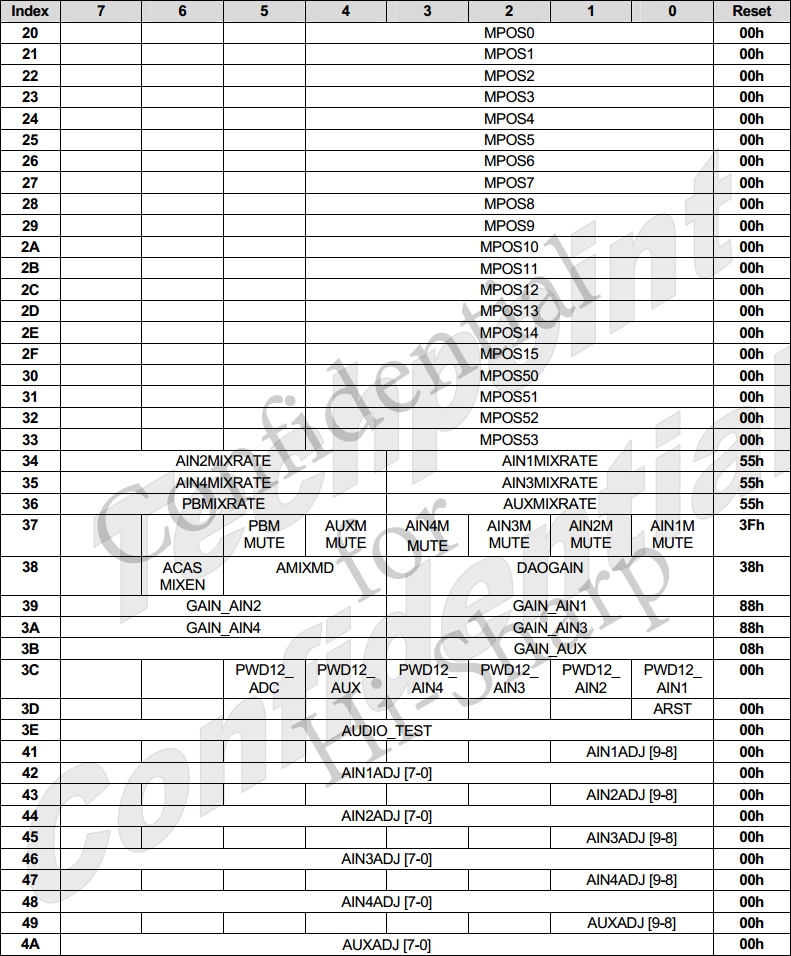 Index 7 6 5 4 3 2 1 0 Reset
20 MPOS0 00h
21 MPOS1 00h
22 MPOS2 00h
23 MPOS3 00h
24 MPOS4 00h
25 MPOS5 00h
26 MPOS6 00h
27 MPOS7 00h
28 MPOS8 00h
29 MPOS9 00h
2A MPOS10 00h
2B MPOS11 00h
2C MPOS12 00h
2D MPOS13 00h
2E MPOS14 00h
2F MPOS15 00h
30 MPOS50 00h
31 MPOS51 00h
32 MPOS52 00h
33 MPOS53 00h
34 AIN2MIXRATE AIN1MIXRATE 55h
35 AIN4MIXRATE AIN3MIXRATE 55h
36 PBMIXRATE AUXMIXRATE 55h
37 PBM AUXM AIN4M AIN3M AIN2M AIN1M 3Fh
MUTE MUTE MUTE MUTE MUTE MUTE
38 ACAS AMIXMD DAOGAIN 38h
MIXEN
39 GAIN_AIN2 GAIN_AIN1 88h
3A GAIN_AIN4 GAIN_AIN3 88h
3B GAIN_AUX 08h
3C PWD12_ PWD12_ PWD12_ PWD12_ PWD12_ PWD12_ 00h
ADC AUX AIN4 AIN3 AIN2 AIN1
3D ARST 00h
3E AUDIO_TEST 00h
41 AIN1ADJ [9-8] 00h
42 AIN1ADJ [7-0] 00h
43 AIN2ADJ [9-8] 00h
44 AIN2ADJ [7-0] 00h
45 AIN3ADJ [9-8] 00h
46 AIN3ADJ [7-0] 00h
47 AIN4ADJ [9-8] 00h
48 AIN4ADJ [7-0] 00h
49 AUXADJ [9-8] 00h
4A AUXADJ [7-0] 00h
Techpoint
Confidential
Confidential
for
Hi-Sharp